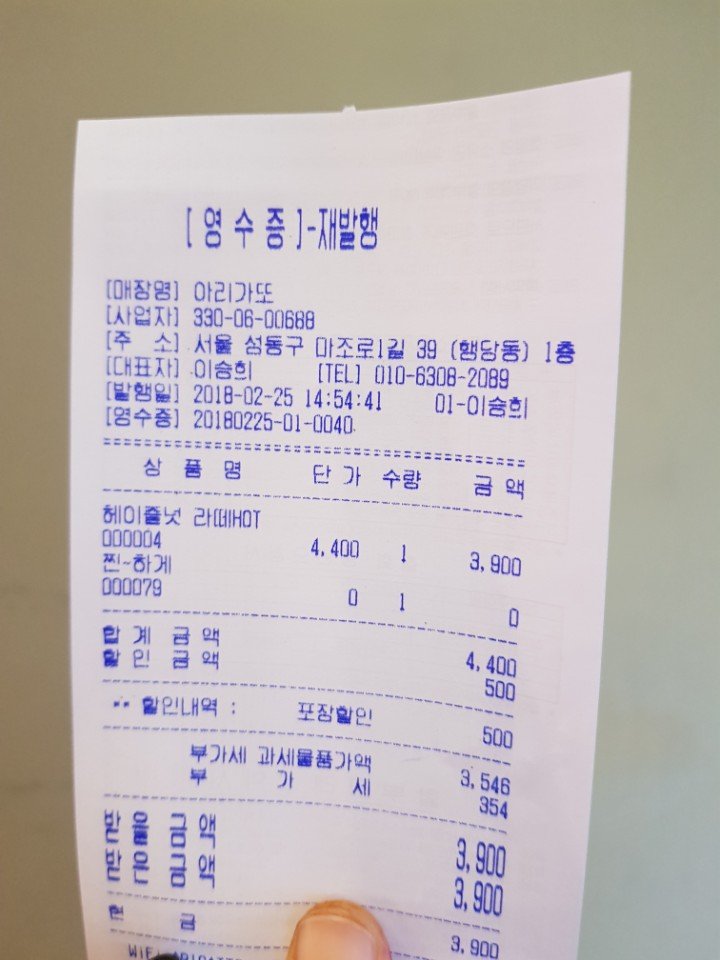 [영수증]-재발행
[매장명] 아리가또
[사업자] 330-06-00688
[주 소] 서울 성동구 마조로1길 39 (행당동) 1층
[대표자] 이승희 [TEL] 010-6308-2089
[발행일] 2018-02-25 14:54:41 01-이승희
[영수증] 20180225-01-0040
상 품 명 단 가 수량 금 액
헤이즐넛 라떼HOT
000004 4,400 1 3,900
찐~하게
000079 0 1 0
합 계 금 액 4,400
할 인 금 액 500
** 할인내역 : 포장할인 500
부가세 과세물품가액 3,546
부 가 세 354
받을 금액 3,900
받은 금액 3,900
현 금 3,900